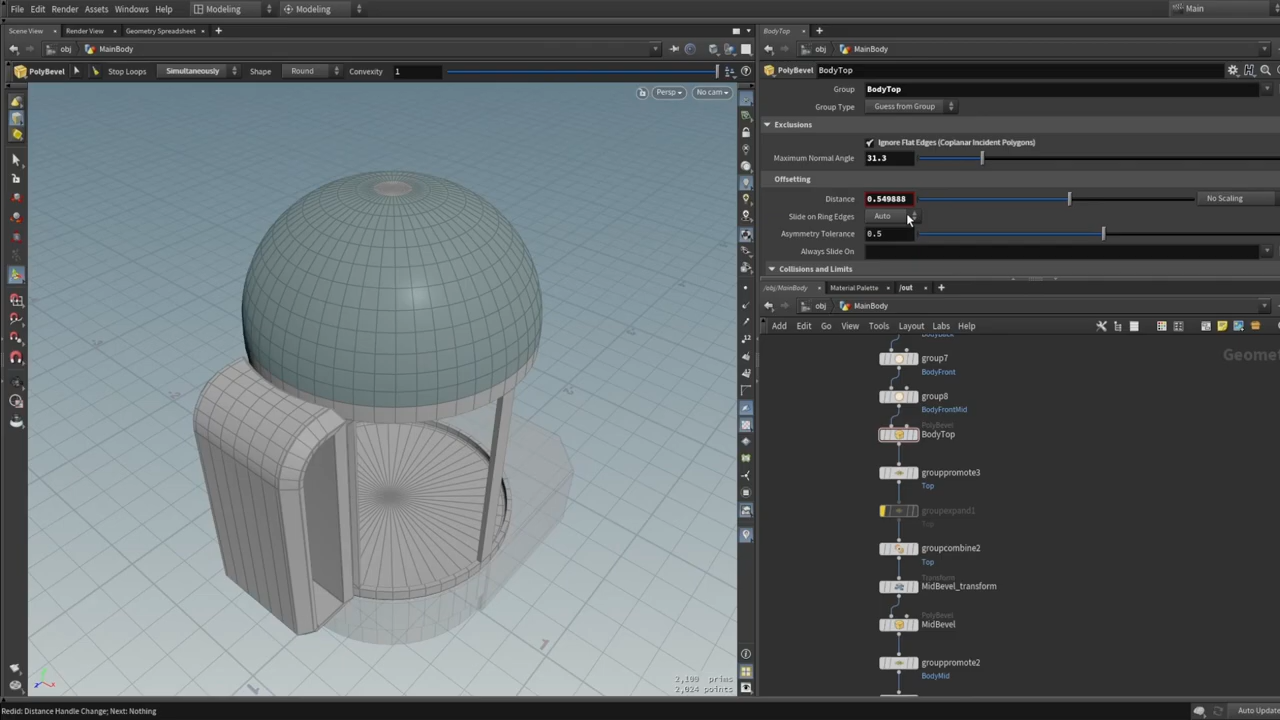 File Edit Render Assets Windows Help Modeling Modeling Main
Scene View Render View Geometry Spreadsheet
obj MainBody
PolyBevel Stop Loops Simultaneously Shape Round Convexity 1
Persp No cam
2,100 prims
2,024 points
Redid: Distance Handle Change; Next: Nothing
BodyTop
obj MainBody
PolyBevel BodyTop
Group BodyTop
Group Type Guess from Group
Exclusions
Ignore Flat Edges (Coplanar Incident Polygons)
Maximum Normal Angle 31.3
Offsetting
Distance 0.549888 No Scaling
Slide on Ring Edges Auto
Asymmetry Tolerance 0.5
Always Slide On
Collisions and Limits
/obj/MainBody Material Palette /out
obj MainBody
Add Edit Go View Tools Layout Labs Help
Geome
group7
BodyFront
group8
BodyFrontMid
PolyBevel
BodyTop
grouppromote3
Top
groupexpand1
Top
groupcombine2
Top
Transform
MidBevel_transform
PolyBevel
MidBevel
grouppromote2
BodyMid
Auto Update